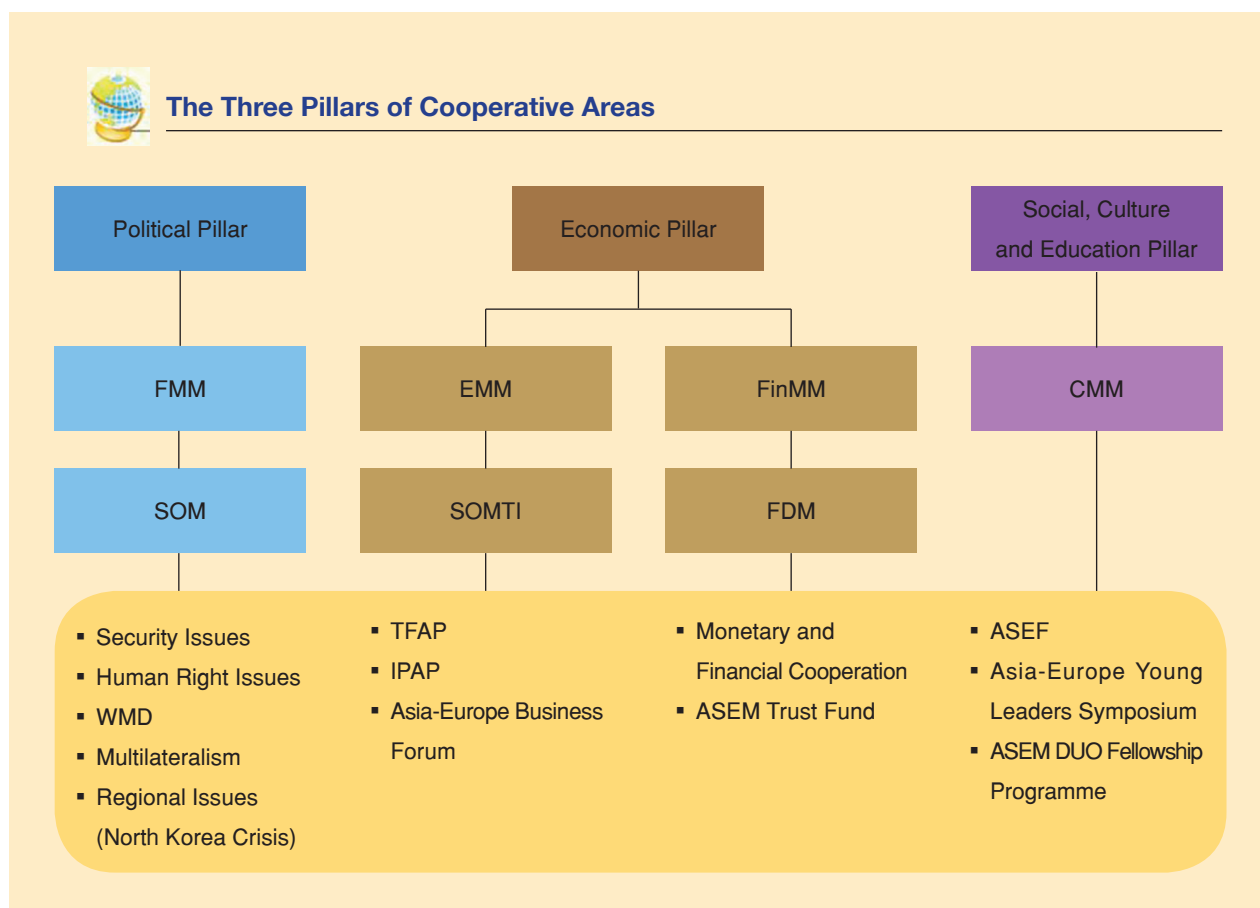 The Three Pillars of Cooperative Areas
Political Pillar
Economic Pillar
Social, Culture
and Education Pillar
FMM
EMM
FinMM
CMM
SOM
SOMTI
FDM
▪ Security Issues
▪ Human Right Issues
▪ WMD
▪ Multilateralism
▪ Regional Issues
(North Korea Crisis)
▪ TFAP
▪ IPAP
▪ Asia-Europe Business
Forum
▪ Monetary and
Financial Cooperation
▪ ASEM Trust Fund
▪ ASEF
▪ Asia-Europe Young
Leaders Symposium
▪ ASEM DUO Fellowship
Programme